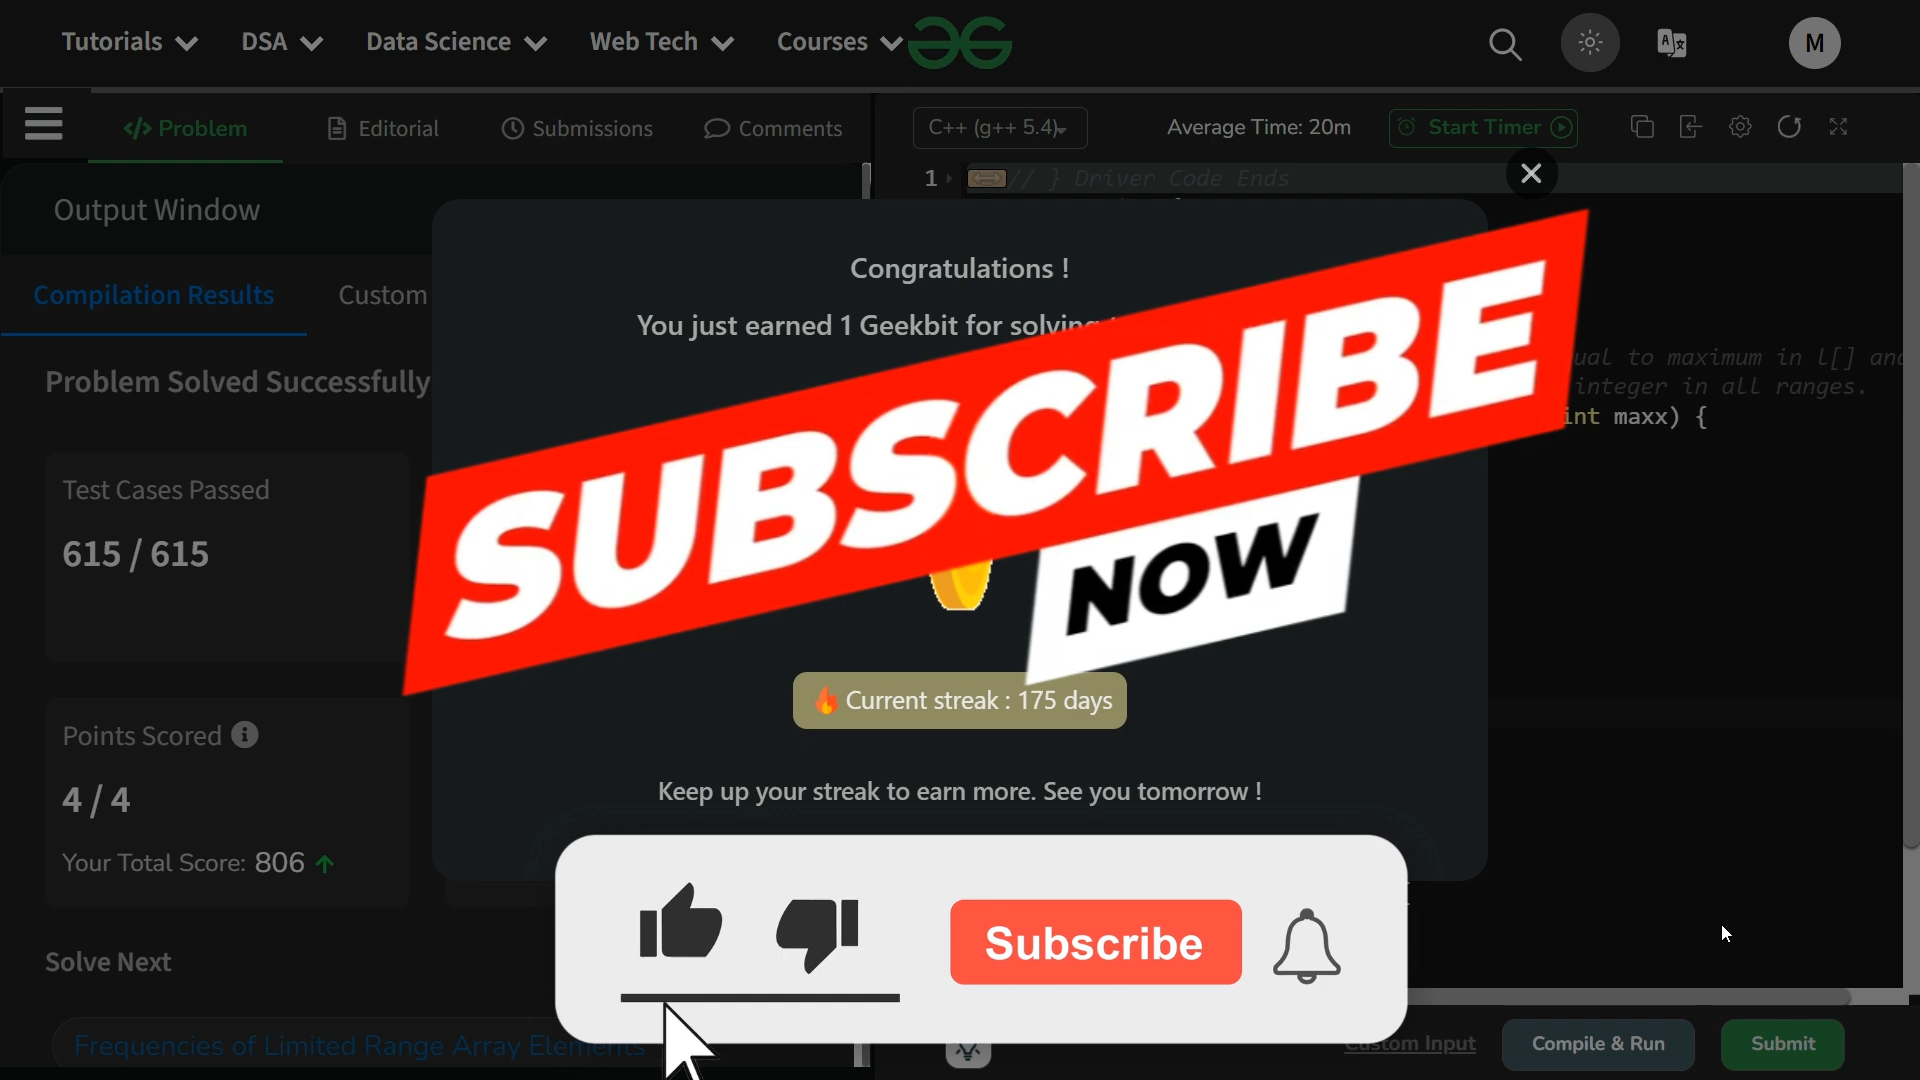 Tutorials DSA Data Science Web Tech Courses M
Problem Editorial Submissions Comments C++ (g++ 5.4) Average Time: 20m Start Timer
1 // } Driver Code Ends
Output Window
Congratulations !
Compilation Results Custom
You just earned 1 Geekbit for solving
SUBSCRIBE
NOW
ual to maximum in L[] and
integer in all ranges.
int maxx) {
Problem Solved Successfully
Test Cases Passed
615 / 615
Current streak : 175 days
Points Scored
4 / 4
Keep up your streak to earn more. See you tomorrow !
Your Total Score: 806
Subscribe
Solve Next
Frequencies of Limited Range Array Elements
Custom Input Compile & Run Submit